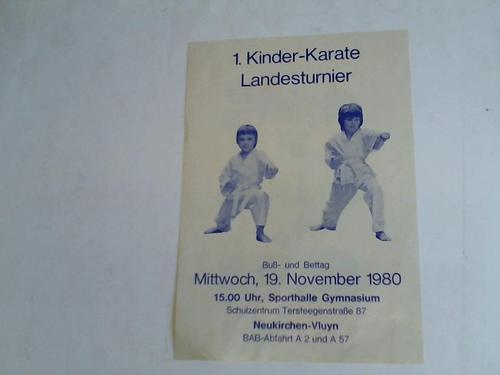 1. Kinder-Karate
Landesturnier
Buß- und Bettag
Mittwoch, 19. November 1980
15.00 Uhr, Sporthalle Gymnasium
Schulzentrum Tersteegenstraße 87
Neukirchen-Vluyn
BAB-Abfahrt A 2 und A 57